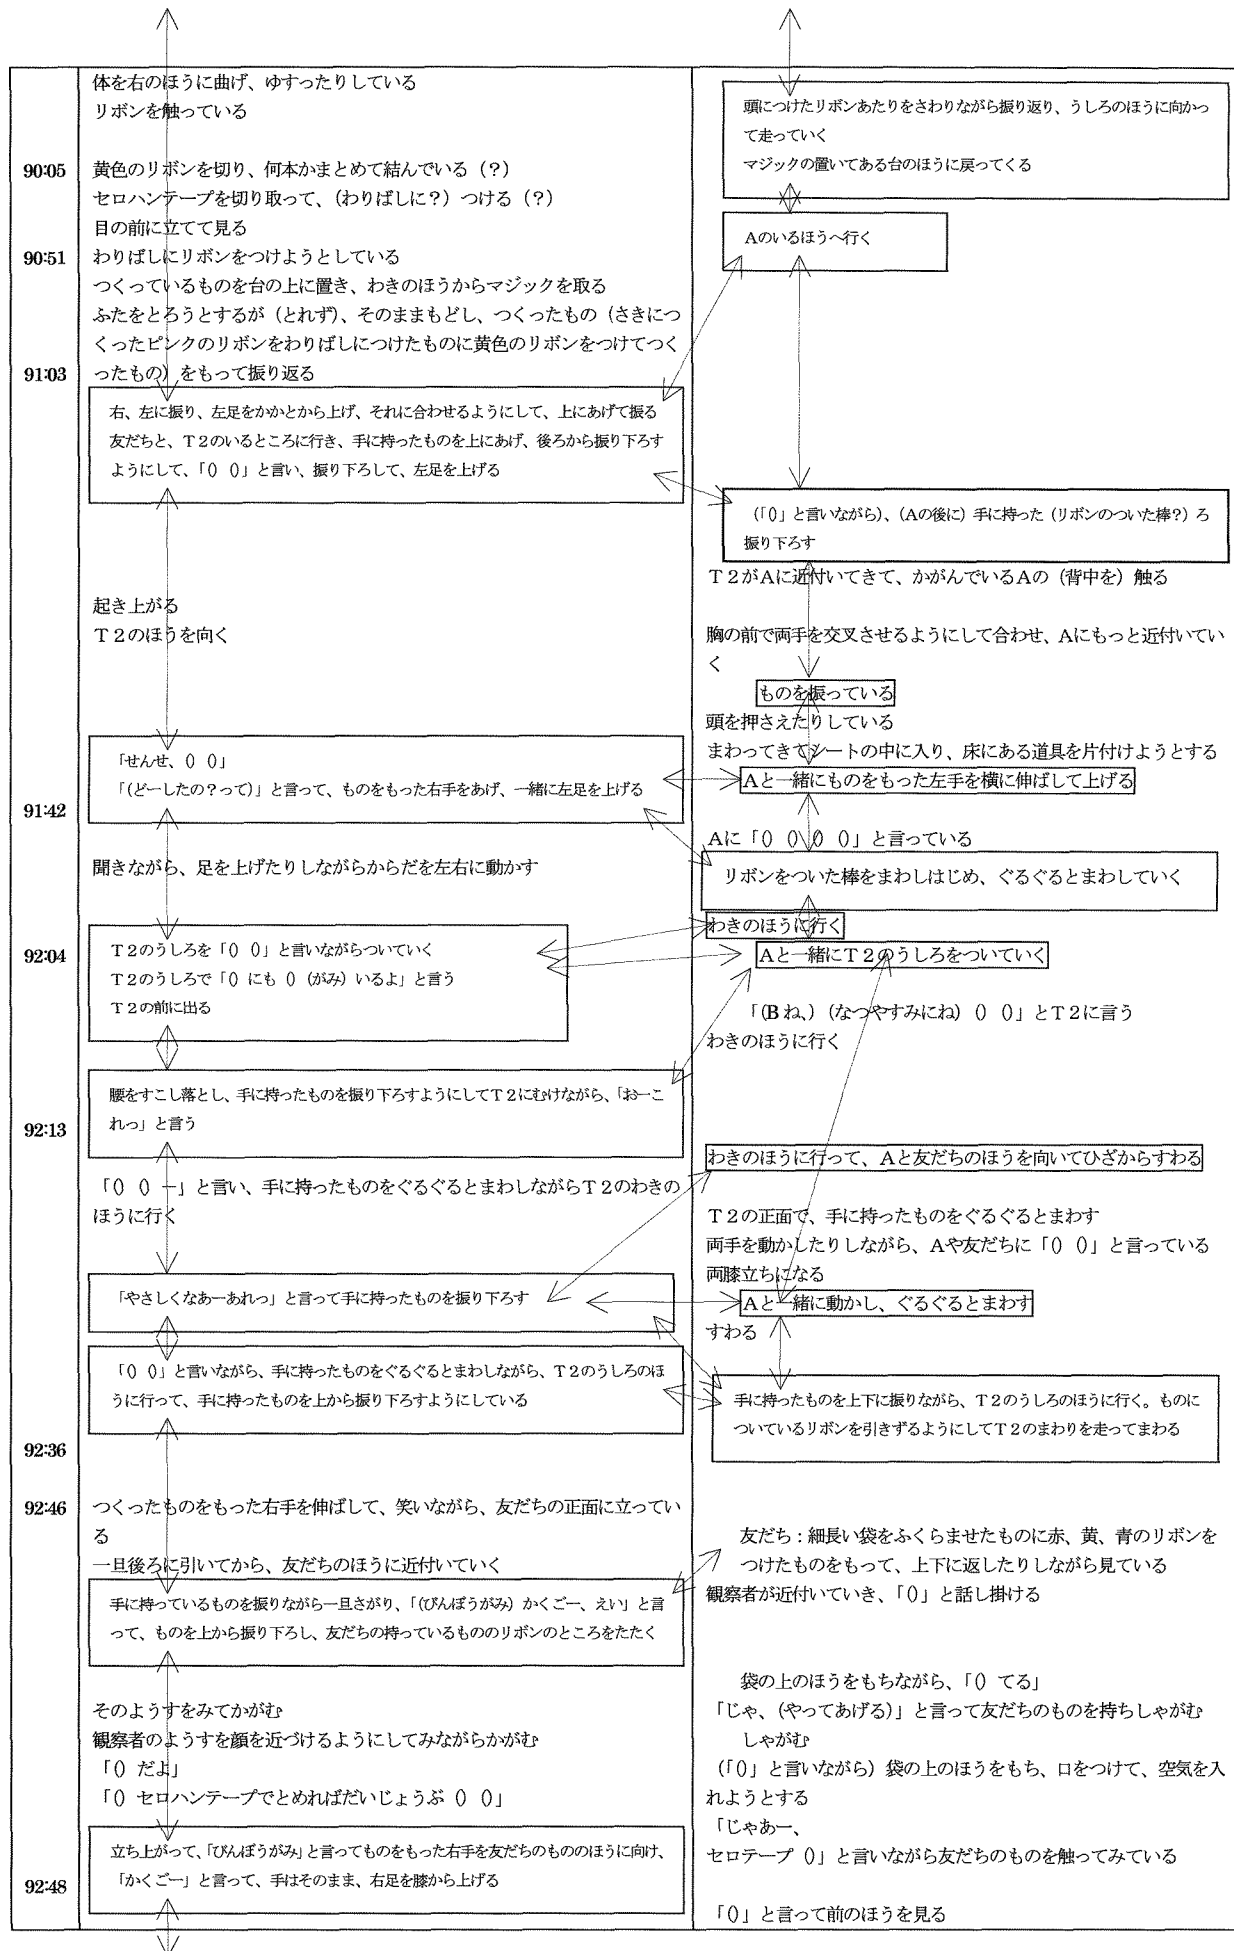 体を右のほうに曲げ、ゆすったりしている
リボンを触っている
90:05 黄色のリボンを切り、何本かまとめて結んでいる（？）
セロハンテープを切り取って、（わりばしに？）つける（？）
目の前に立てて見る
90:51 わりばしにリボンをつけようとしている
つくっているものを台の上に置き、わきのほうからマジックを取る
ふたをとろうとするが（とれず）、そのままもどし、つくったもの（さきにつ
くったピンクのリボンをわりばしにつけたものに黄色のリボンをつけてつく
91:03 ったもの）をもって振り返る
右、左に振り、左足をかかとから上げ、それに合わせるようにして、上にあげて振る
友だちと、Ｔ２のいるところに行き、手に持ったものを上にあげ、後ろから振り下ろす
ようにして、「() ()」と言い、振り下ろして、左足を上げる
起き上がる
Ｔ２のほうを向く
「せんせ、() ()」
「（どーしたの？って）」と言って、ものをもった右手をあげ、一緒に左足を上げる
91:42
聞きながら、足を上げたりしながらからだを左右に動かす
92:04 Ｔ２のうしろを「() ()」と言いながらついていく
Ｔ２のうしろで「() にも () （がみ）いるよ」と言う
Ｔ２の前に出る
腰をすこし落とし、手に持ったものを振り下ろすようにしてＴ２にむけながら、「おーこ
92:13 れっ」と言う
「() () ー」と言い、手に持ったものをぐるぐるとまわしながらＴ２のわきの
ほうに行く
「やさしくなあーあれっ」と言って手に持ったものを振り下ろす
「() ()」と言いながら、手に持ったものをぐるぐるとまわしながら、Ｔ２のうしろのほ
うに行って、手に持ったものを上から振り下ろすようにしている
92:36
92:46 つくったものをもった右手を伸ばして、笑いながら、友だちの正面に立ってい
る
一旦後ろに引いてから、友だちのほうに近付いていく
手に持っているものを振りながら一旦さがり、「（びんぼうがみ）かくごー、えい」と言
って、ものを上から振り下ろし、友だちの持っているもののリボンのところをたたく
そのようすをみてかがむ
観察者のようすを顔を近づけるようにしてみながらかがむ
「() だよ」
「() セロハンテープでとめればだいじょうぶ () ()」
立ち上がって、「びんぼうがみ」と言ってものをもった右手を友だちのもののほうに向け、
92:48 「かくごー」と言って、手はそのまま、右足を膝から上げる
頭につけたリボンあたりをさわりながら振り返り、うしろのほうに向かっ
て走っていく
マジックの置いてある台のほうに戻ってくる
Ａのいるほうへ行く
（「()」と言いながら）、（Ａの後に）手に持った（リボンのついた棒？）ろ
振り下ろす
Ｔ２がＡに近付いてきて、かがんでいるＡの（背中を）触る
胸の前で両手を交叉させるようにして合わせ、Ａにもっと近付いてい
く
ものを振っている
頭を押さえたりしている
まわってきてシートの中に入り、床にある道具を片付けようとする
Ａと一緒にものをもった左手を横に伸ばして上げる
Ａに「() () () ()」と言っている
リボンをついた棒をまわしはじめ、ぐるぐるとまわしていく
わきのほうに行く
Ａと一緒にＴ２のうしろをついていく
「（Ｂね、）（なつやすみにね）() ()」とＴ２に言う
わきのほうに行く
わきのほうに行って、Ａと友だちのほうを向いてひざからすわる
Ｔ２の正面で、手に持ったものをぐるぐるとまわす
両手を動かしたりしながら、Ａや友だちに「() ()」と言っている
両膝立ちになる
Ａと一緒に動かし、ぐるぐるとまわす
すわる
手に持ったものを上下に振りながら、Ｔ２のうしろのほうに行く。ものに
ついているリボンを引きずるようにしてＴ２のまわりを走ってまわる
友だち：細長い袋をふくらませたものに赤、黄、青のリボンを
つけたものをもって、上下に返したりしながら見ている
観察者が近付いていき、「()」と話し掛ける
袋の上のほうをもちながら、「() てる」
「じゃ、（やってあげる）」と言って友だちのものを持ちしゃがむ
しゃがむ
（「()」と言いながら）袋の上のほうをもち、口をつけて、空気を入
れようとする
「じゃあー、
セロテープ ()」と言いながら友だちのものを触ってみている
「()」と言って前のほうを見る